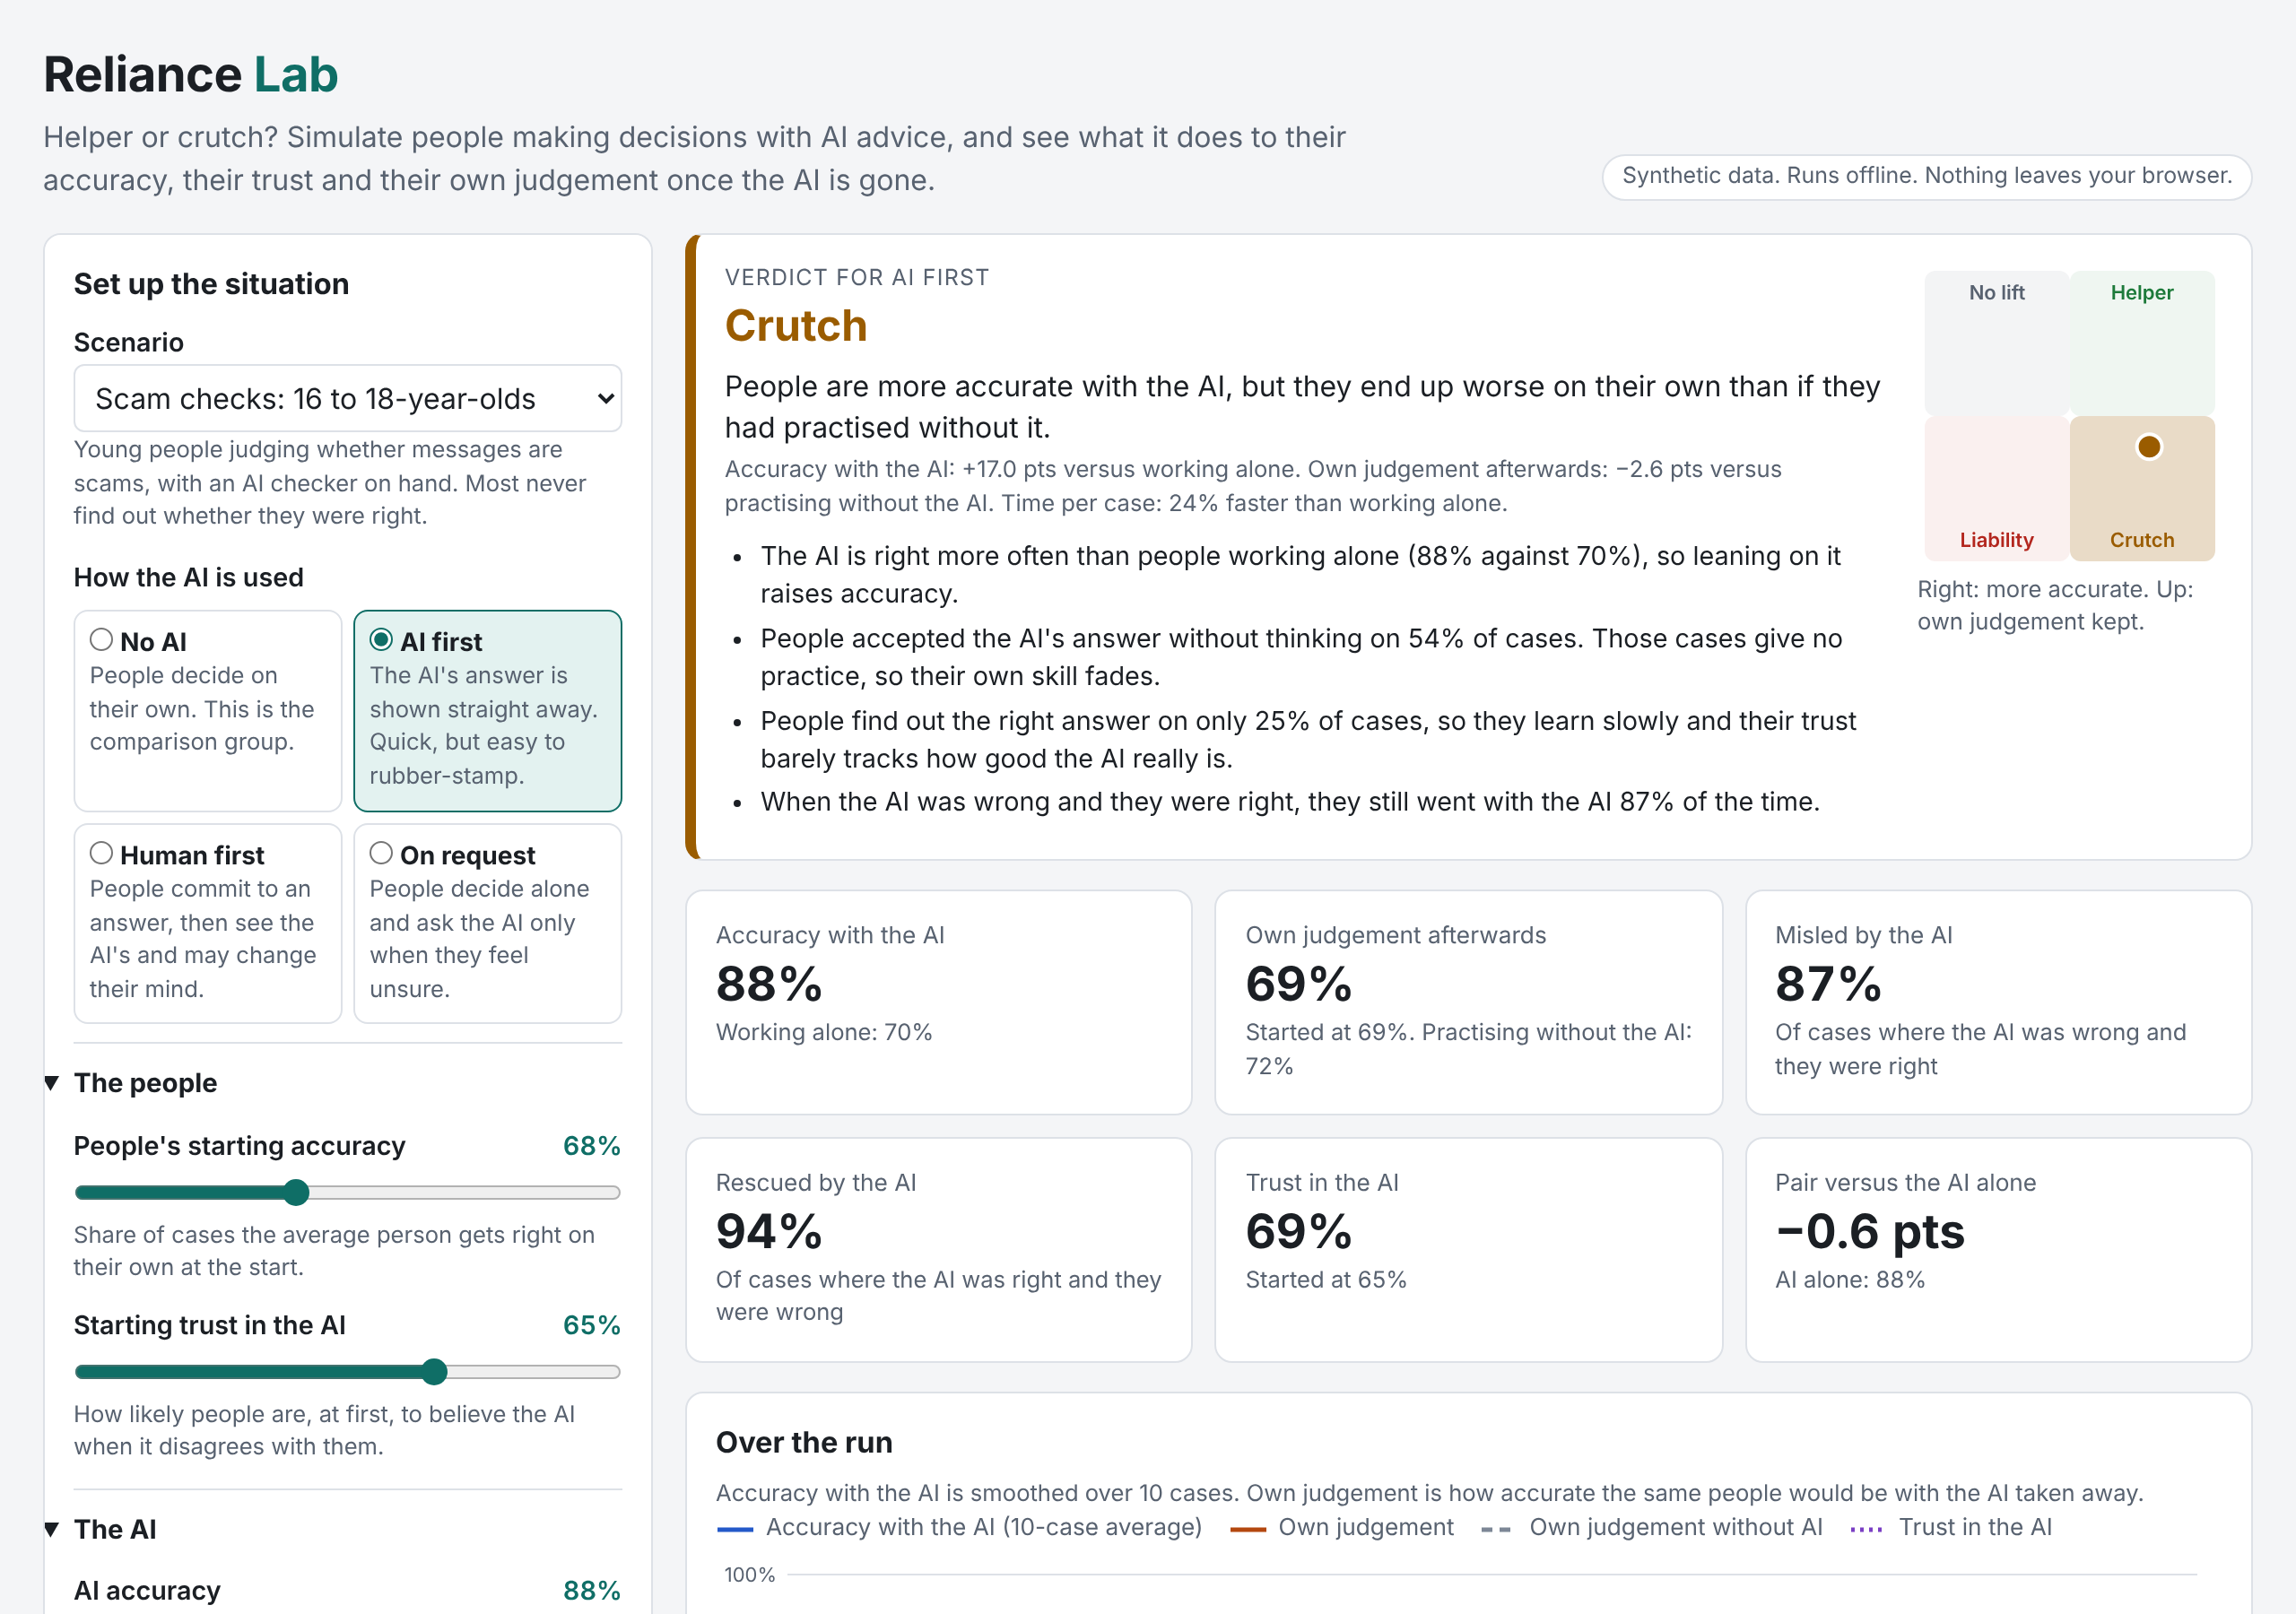 Reliance Lab
Helper or crutch? Simulate people making decisions with AI advice, and see what it does to their
accuracy, their trust and their own judgement once the AI is gone.
Synthetic data. Runs offline. Nothing leaves your browser.
Set up the situation
Scenario
Scam checks: 16 to 18-year-olds
Young people judging whether messages are
scams, with an AI checker on hand. Most never
find out whether they were right.
How the AI is used
No AI
People decide on
their own. This is the
comparison group.
AI first
The AI's answer is
shown straight away.
Quick, but easy to
rubber-stamp.
Human first
People commit to an
answer, then see the
AI's and may change
their mind.
On request
People decide alone
and ask the AI only
when they feel
unsure.
The people
People's starting accuracy 68%
Share of cases the average person gets right on
their own at the start.
Starting trust in the AI 65%
How likely people are, at first, to believe the AI
when it disagrees with them.
The AI
AI accuracy 88%
VERDICT FOR AI FIRST
Crutch
People are more accurate with the AI, but they end up worse on their own than if they
had practised without it.
Accuracy with the AI: +17.0 pts versus working alone. Own judgement afterwards: −2.6 pts versus
practising without the AI. Time per case: 24% faster than working alone.
• The AI is right more often than people working alone (88% against 70%), so leaning on it
raises accuracy.
• People accepted the AI's answer without thinking on 54% of cases. Those cases give no
practice, so their own skill fades.
• People find out the right answer on only 25% of cases, so they learn slowly and their trust
barely tracks how good the AI really is.
• When the AI was wrong and they were right, they still went with the AI 87% of the time.
No lift
Helper
Liability
Crutch
Right: more accurate. Up:
own judgement kept.
Accuracy with the AI
88%
Working alone: 70%
Own judgement afterwards
69%
Started at 69%. Practising without the AI:
72%
Misled by the AI
87%
Of cases where the AI was wrong and
they were right
Rescued by the AI
94%
Of cases where the AI was right and they
were wrong
Trust in the AI
69%
Started at 65%
Pair versus the AI alone
−0.6 pts
AI alone: 88%
Over the run
Accuracy with the AI is smoothed over 10 cases. Own judgement is how accurate the same people would be with the AI taken away.
Accuracy with the AI (10-case average)
Own judgement
Own judgement without AI
Trust in the AI
100%